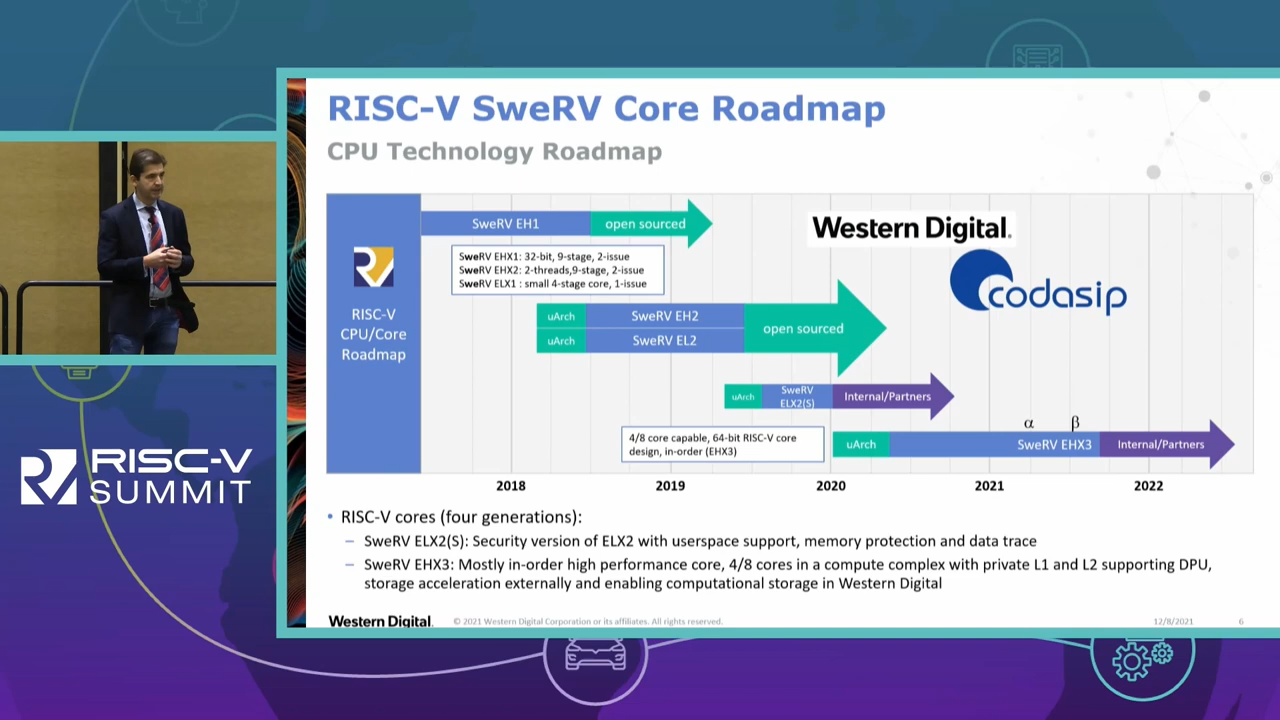 RISC-V SweRV Core Roadmap
CPU Technology Roadmap
RISC-V
CPU/Core
Roadmap
SweRV EH1
open sourced
SweRV EHX1: 32-bit, 9-stage, 2-issue
SweRV EHX2: 2-threads,9-stage, 2-issue
SweRV ELX1 : small 4-stage core, 1-issue
uArch
SweRV EH2
uArch
SweRV EL2
open sourced
Western Digital.
codasip
uArch
SweRV
ELX2(S)
Internal/Partners
4/8 core capable, 64-bit RISC-V core
design, in-order (EHX3)
α
β
uArch
SweRV EHX3
Internal/Partners
2018 2019 2020 2021 2022
• RISC-V cores (four generations):
– SweRV ELX2(S): Security version of ELX2 with userspace support, memory protection and data trace
– SweRV EHX3: Mostly in-order high performance core, 4/8 cores in a compute complex with private L1 and L2 supporting DPU,
storage acceleration externally and enabling computational storage in Western Digital
Western Digital.
© 2021 Western Digital Corporation or its affiliates. All rights reserved.
12/8/2021
6
RISC-V
SUMMIT